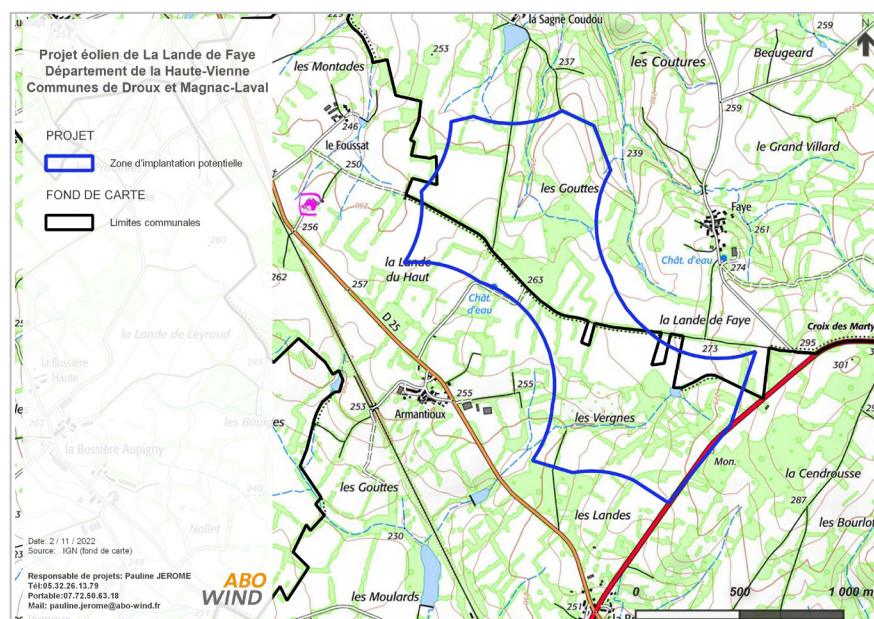 Projet éolien de La Lande de Faye
Département de la Haute-Vienne
Communes de Droux et Magnac-Laval
PROJET
Zone d'implantation potentielle
FOND DE CARTE
Limites communales
Date: 2 / 11 / 2022
Source: IGN (fond de carte)
Responsable de projets: Pauline JEROME
Tél:05.32.26.13.79
Portable:07.72.50.63.18
Mail: pauline.jerome@abo-wind.fr
ABO
WIND
N
la Sagne Coudou
253
les Montades
237
les Coutures
259
Beaugeard
259
246
le Foussat
250
239
le Grand Villard
les Gouttes
256
Faye
261
Chât. d'eau
274
262
257
la Lande
du Haut
263
Chât.
d'eau
D 25
la Lande de Faye
273
295
Croix des Marty
301
la Lande de Leyraud
260
la Bussière
Haute
245
253
255
255
Armantioux
les Vergnes
261
la Bussière Aupigny
249
240
Nollet
les Gouttes
Mon.
la Cendrousse
287
les Landes
les Bourlot
230
les Moulards
251
0 500 1 000 m